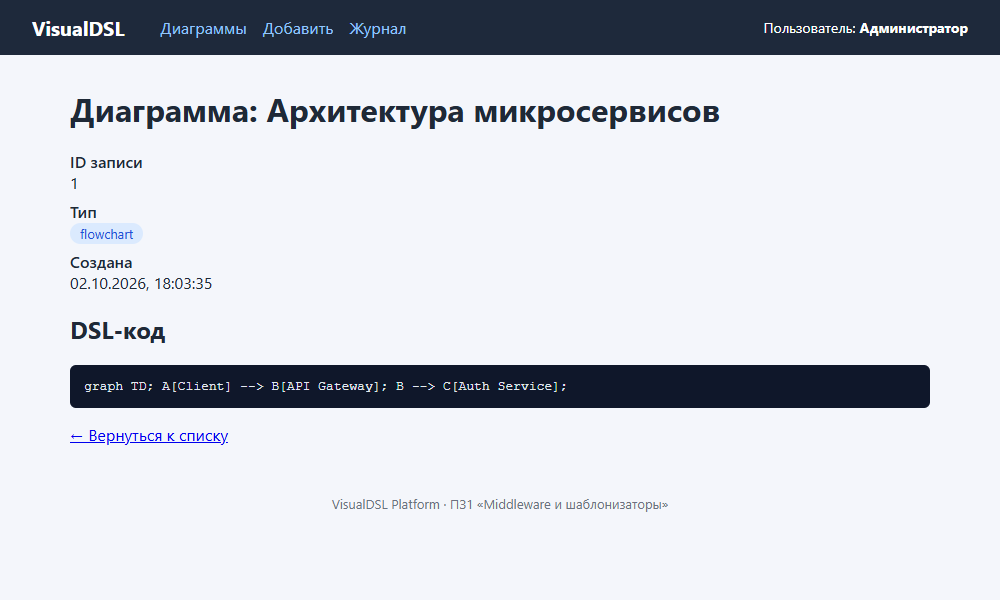 VisualDSL Диаграммы Добавить Журнал Пользователь: Администратор
Диаграмма: Архитектура микросервисов
ID записи
1
Тип
flowchart
Создана
02.10.2026, 18:03:35
DSL-код
graph TD; A[Client] --> B[API Gateway]; B --> C[Auth Service];
← Вернуться к списку
VisualDSL Platform · ПЗ1 «Middleware и шаблонизаторы»